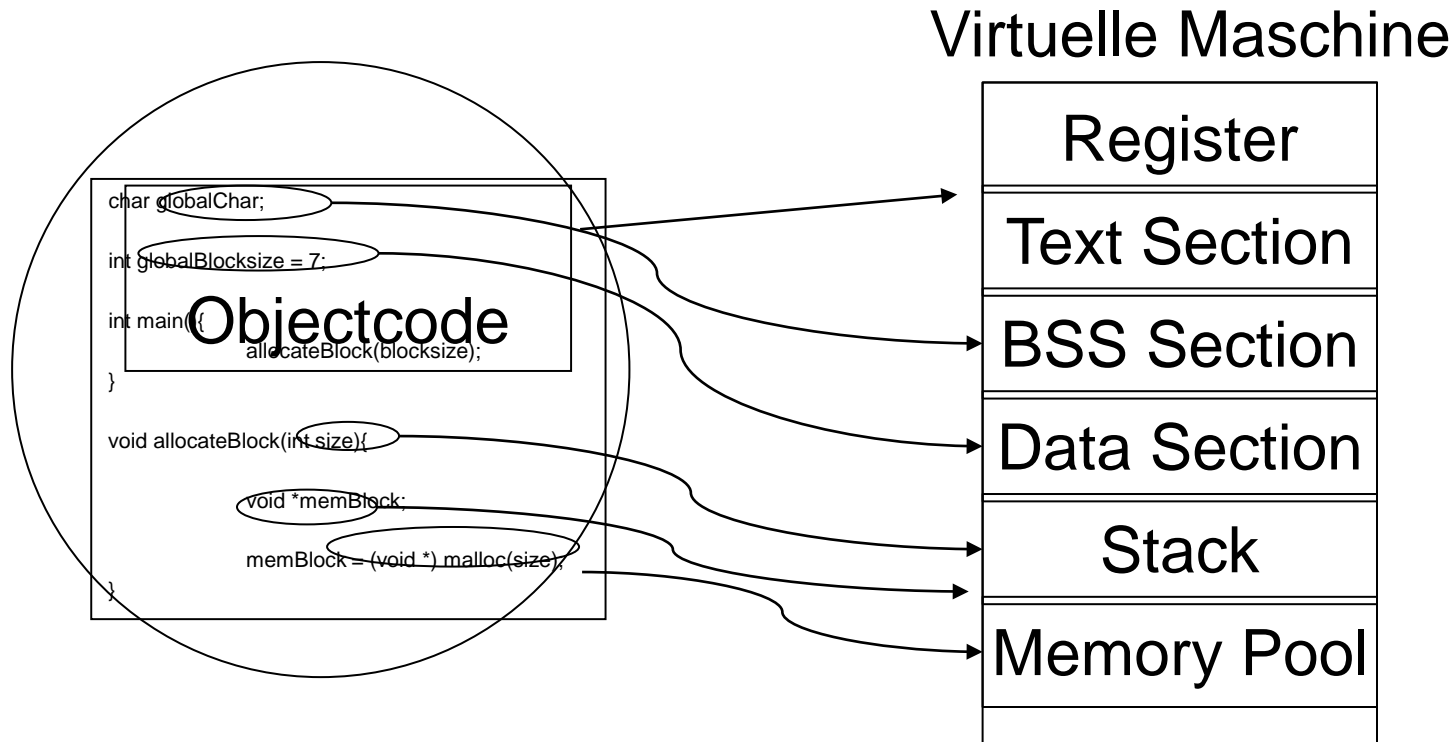 Virtuelle Maschine
char globalChar;
int globalBlocksize = 7;
int main(){
Objectcode
allocateBlock(blocksize);
}
void allocateBlock(int size){
void *memBlock;
memBlock = (void *) malloc(size);
}
Register
Text Section
BSS Section
Data Section
Stack
Memory Pool